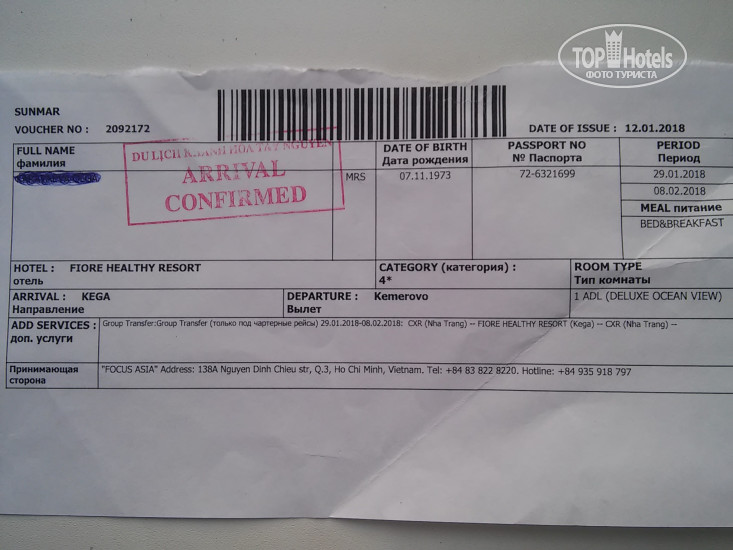 TOP Hotels
ФОТО ТУРИСТА
SUNMAR
VOUCHER NO : 2092172
DATE OF ISSUE : 12.01.2018
FULL NAME
фамилия
DATE OF BIRTH
Дата рождения
PASSPORT NO
№ Паспорта
PERIOD
Период
MRS
07.11.1973
72-6321699
29.01.2018
08.02.2018
MEAL питание
BED&BREAKFAST
DU LỊCH KHÁNH HÒA TÂY NGUYÊN
ARRIVAL
CONFIRMED
HOTEL : FIORE HEALTHY RESORT
отель
CATEGORY (категория) :
4*
ROOM TYPE
Тип комнаты
ARRIVAL : KEGA
Направление
DEPARTURE : Kemerovo
Вылет
1 ADL (DELUXE OCEAN VIEW)
ADD SERVICES :
доп. услуги
Group Transfer:Group Transfer (только под чартерные рейсы) 29.01.2018-08.02.2018: CXR (Nha Trang) -- FIORE HEALTHY RESORT (Kega) -- CXR (Nha Trang) --
Принимающая
сторона
"FOCUS ASIA" Address: 138A Nguyen Dinh Chieu str, Q.3, Ho Chi Minh, Vietnam. Tel: +84 83 822 8220. Hotline: +84 935 918 797